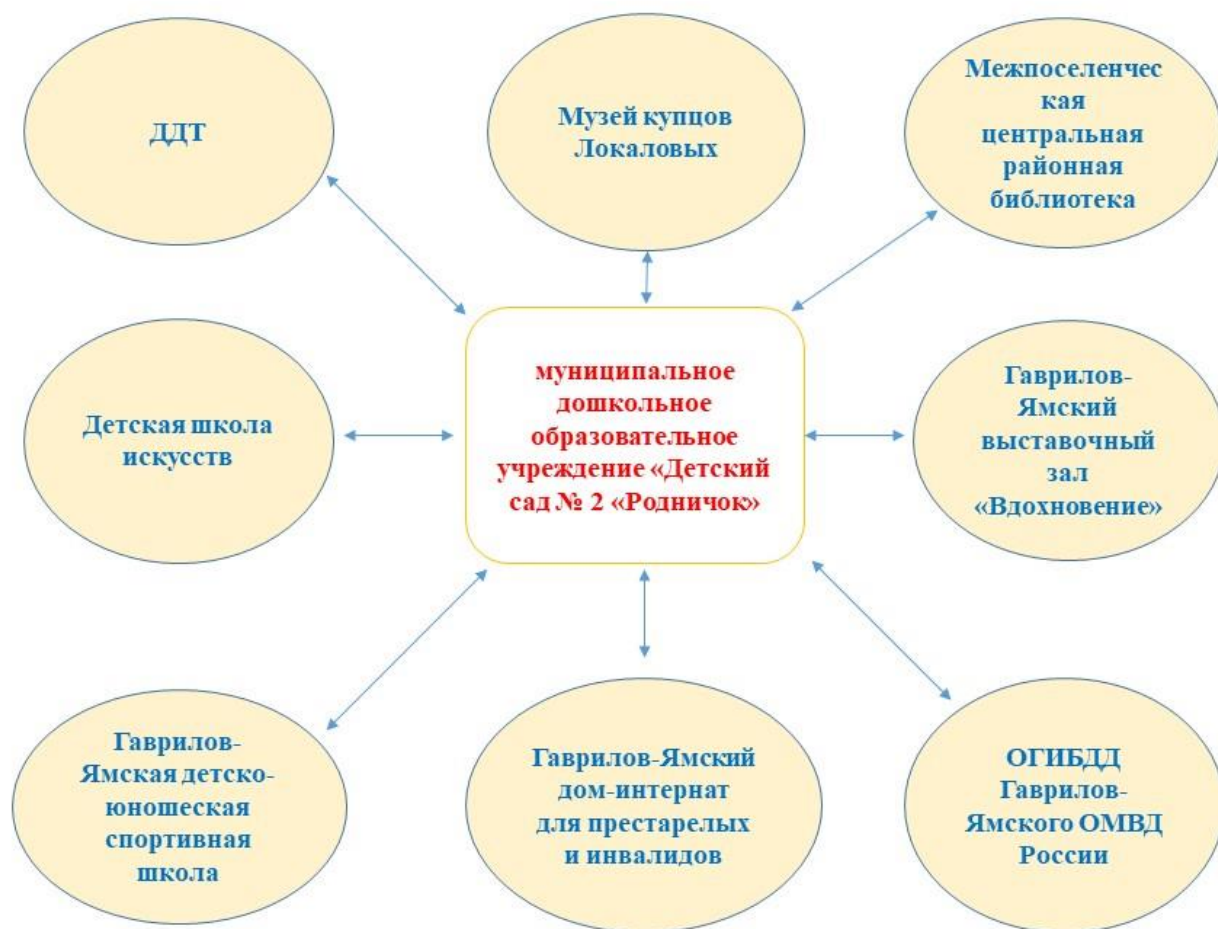 ДДТ
Музей купцов
Локаловых
Межпоселенчес
кая
центральная
районная
библиотека
Детская школа
искусств
муниципальное
дошкольное
образовательное
учреждение «Детский
сад № 2 «Родничок»
Гаврилов-
Ямский
выставочный
зал
«Вдохновение»
Гаврилов-
Ямская детско-
юношеская
спортивная
школа
Гаврилов-Ямский
дом-интернат
для престарелых
и инвалидов
ОГИБДД
Гаврилов-
Ямского ОМВД
России